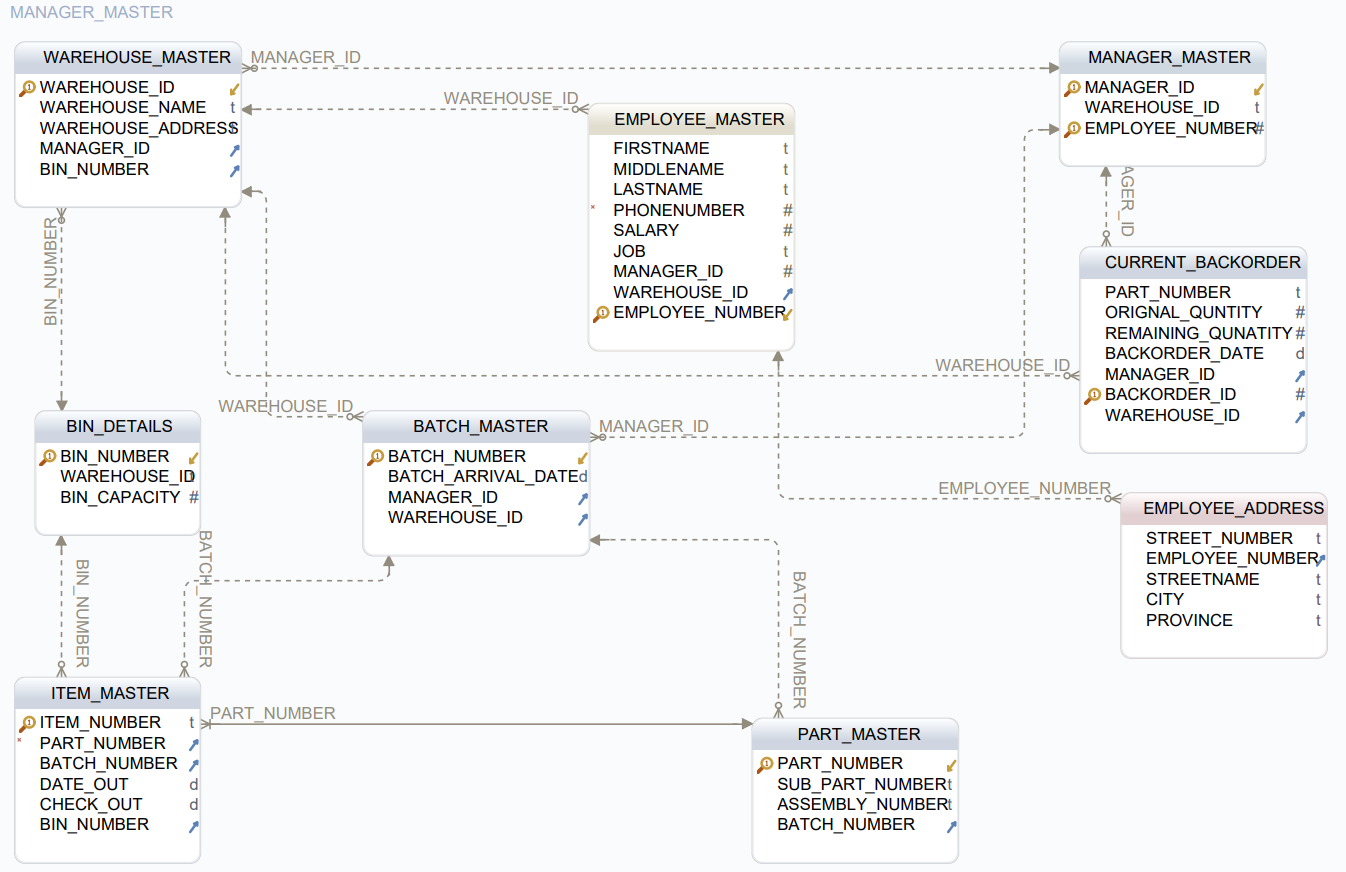 MANAGER_MASTER
WAREHOUSE_MASTER
WAREHOUSE_ID
WAREHOUSE_NAME t
WAREHOUSE_ADDRESS t
MANAGER_ID
BIN_NUMBER
MANAGER_ID
MANAGER_MASTER
MANAGER_ID
WAREHOUSE_ID t
EMPLOYEE_NUMBER #
WAREHOUSE_ID
EMPLOYEE_MASTER
FIRSTNAME t
MIDDLENAME t
LASTNAME t
* PHONENUMBER #
SALARY #
JOB t
MANAGER_ID #
WAREHOUSE_ID
EMPLOYEE_NUMBER
AGER_ID
BIN_NUMBER
CURRENT_BACKORDER
PART_NUMBER t
ORIGNAL_QUNTITY #
REMAINING_QUNATITY #
BACKORDER_DATE d
MANAGER_ID
BACKORDER_ID #
WAREHOUSE_ID
WAREHOUSE_ID
WAREHOUSE_ID
BIN_DETAILS
BIN_NUMBER
WAREHOUSE_ID t
BIN_CAPACITY #
BATCH_MASTER
BATCH_NUMBER
BATCH_ARRIVAL_DATE d
MANAGER_ID
WAREHOUSE_ID
MANAGER_ID
EMPLOYEE_NUMBER
EMPLOYEE_ADDRESS
STREET_NUMBER t
EMPLOYEE_NUMBER
STREETNAME t
CITY t
PROVINCE t
BIN_NUMBER
BATCH_NUMBER
BATCH_NUMBER
ITEM_MASTER
ITEM_NUMBER t
* PART_NUMBER
BATCH_NUMBER
DATE_OUT d
CHECK_OUT d
BIN_NUMBER
PART_NUMBER
PART_MASTER
PART_NUMBER
SUB_PART_NUMBER t
ASSEMBLY_NUMBER t
BATCH_NUMBER